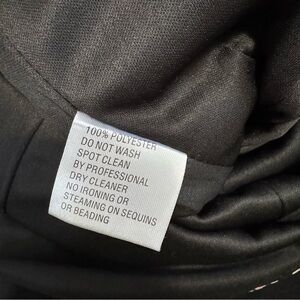 100% POLYESTER
DO NOT WASH
SPOT CLEAN
BY PROFESSIONAL
DRY CLEANER
NO IRONING OR
STEAMING ON SEQUINS
OR BEADING